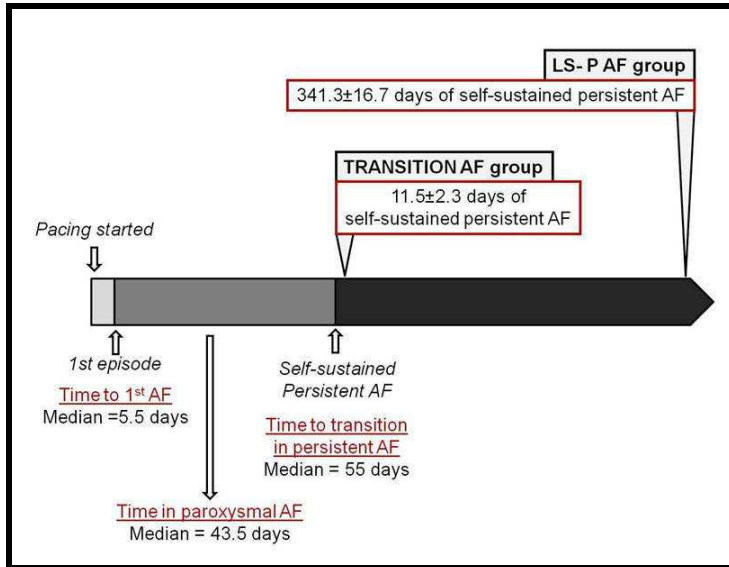 LS- P AF group
341.3±16.7 days of self-sustained persistent AF
TRANSITION AF group
11.5±2.3 days of
self-sustained persistent AF
Pacing started
1st episode
Time to 1st AF
Median =5.5 days
Self-sustained
Persistent AF
Time to transition
in persistent AF
Median = 55 days
Time in paroxysmal AF
Median = 43.5 days